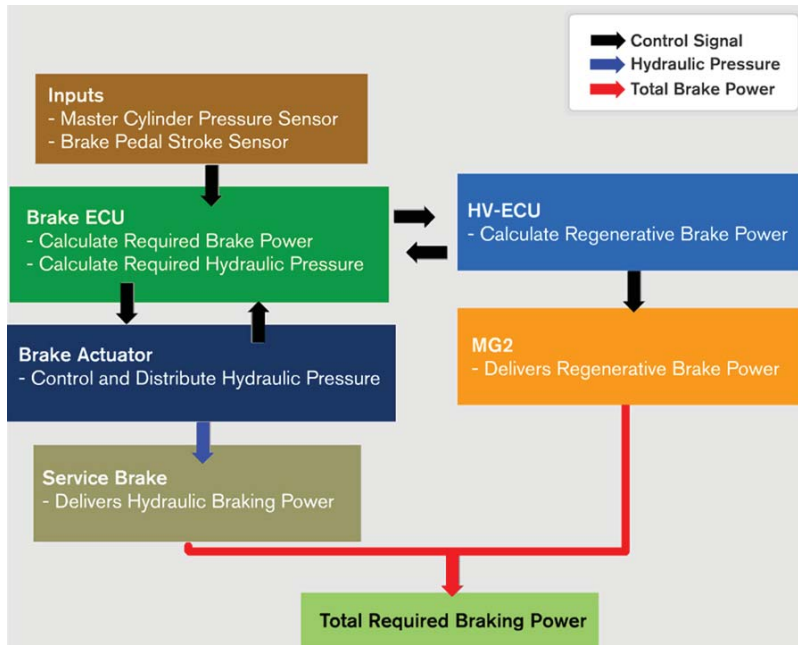 Control Signal
Hydraulic Pressure
Total Brake Power
Inputs
- Master Cylinder Pressure Sensor
- Brake Pedal Stroke Sensor
Brake ECU
- Calculate Required Brake Power
- Calculate Required Hydraulic Pressure
HV-ECU
- Calculate Regenerative Brake Power
Brake Actuator
- Control and Distribute Hydraulic Pressure
MG2
- Delivers Regenerative Brake Power
Service Brake
- Delivers Hydraulic Braking Power
Total Required Braking Power